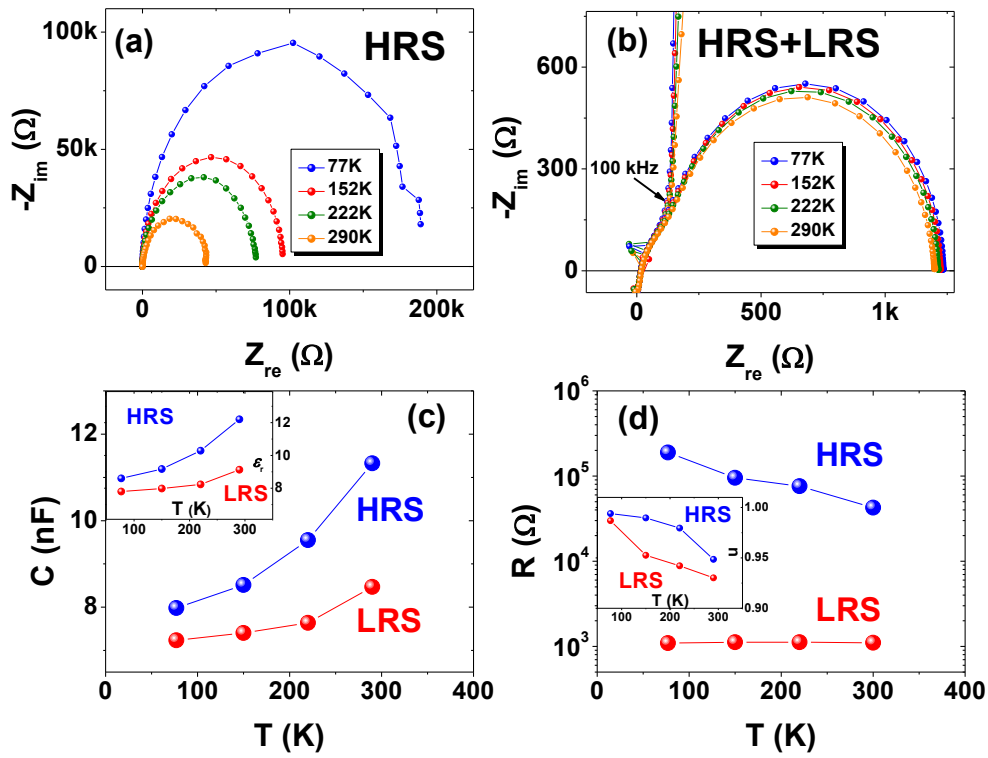 (a) HRS
100k
50k
0
-Z_im (Ω)
77K
152K
222K
290K
0 100k 200k
Z_re (Ω)
(b) HRS+LRS
600
300
0
-Z_im (Ω)
100 kHz
77K
152K
222K
290K
0 500 1k
Z_re (Ω)
(c)
12
10
8
C (nF)
HRS
LRS
0 100 200 300 400
T (K)
HRS
LRS
12
10
8
ε_r
T (K)
100 200 300
(d)
10^6
10^5
10^4
10^3
R (Ω)
HRS
LRS
0 100 200 300 400
T (K)
HRS
LRS
1.00
0.95
0.90
n
T (K)
100 200 300